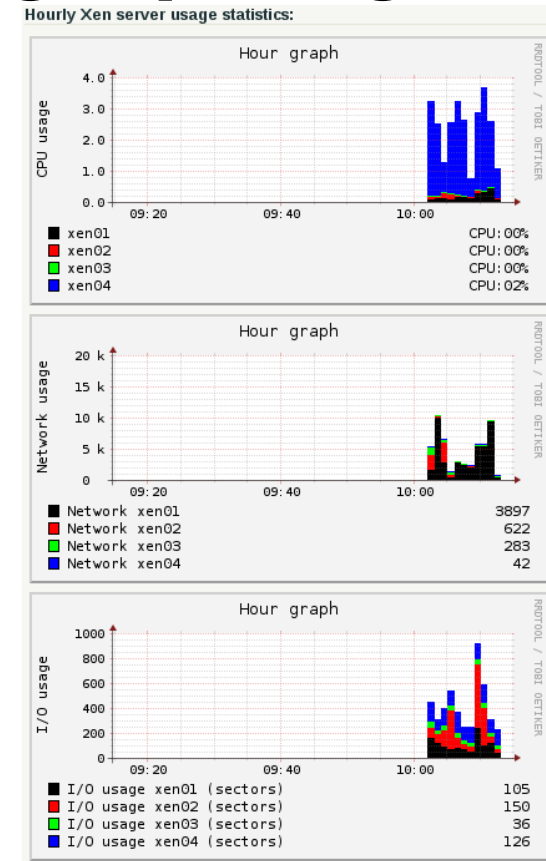 Hourly Xen server usage statistics:
Hour graph
RRDTOOL / TOBI OETIKER
CPU usage
4.0
3.0
2.0
1.0
0.0
09:20 09:40 10:00
xen01 CPU:00%
xen02 CPU:00%
xen03 CPU:00%
xen04 CPU:02%
Hour graph
RRDTOOL / TOBI OETIKER
Network usage
20 k
15 k
10 k
5 k
0
09:20 09:40 10:00
Network xen01 3897
Network xen02 622
Network xen03 283
Network xen04 42
Hour graph
RRDTOOL / TOBI OETIKER
I/O usage
1000
800
600
400
200
0
09:20 09:40 10:00
I/O usage xen01 (sectors) 105
I/O usage xen02 (sectors) 150
I/O usage xen03 (sectors) 36
I/O usage xen04 (sectors) 126